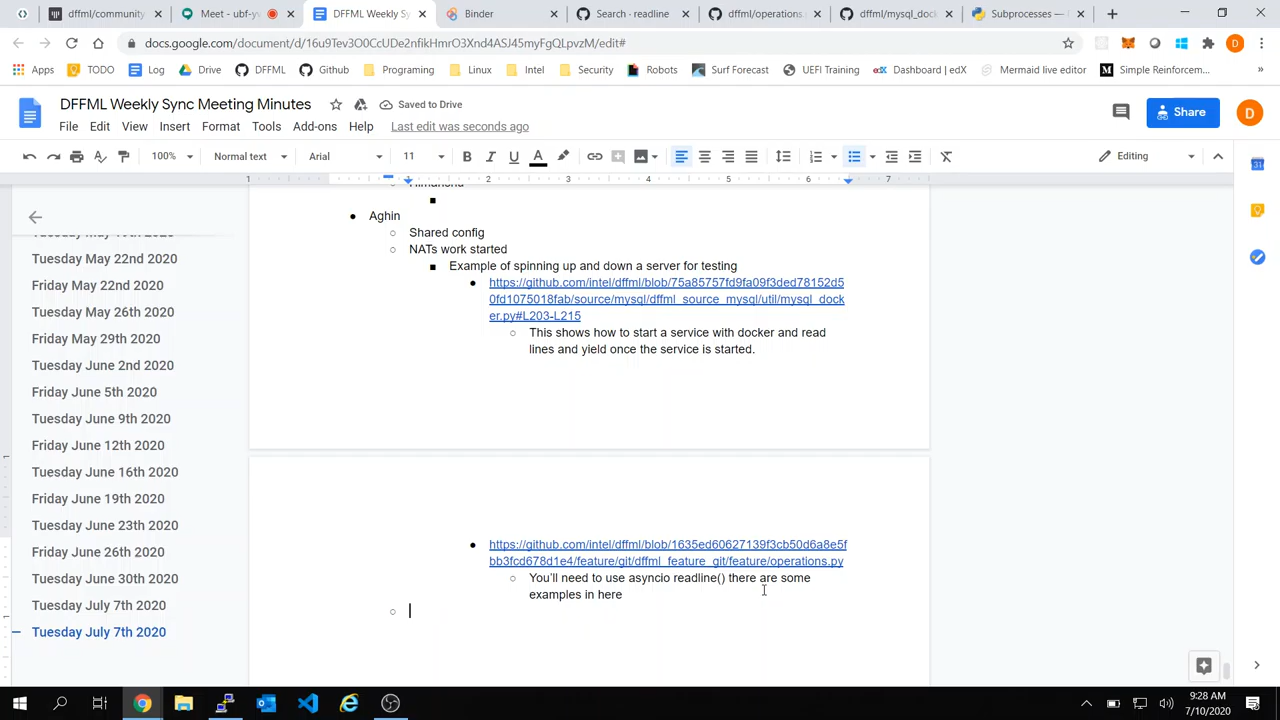 dffml/community
Meet - ubf-yv
DFFML Weekly Sy
Binder
Search · readline
dffml/operations.p
dffml/mysql_dock
Subprocesses —
docs.google.com/document/d/16u9Tev3O0CcUDe2nfikHmrO3Xnd4ASJ45myFgQLpvzM/edit#
Apps
TODO
Log
Drive
DFFML
Github
Programing
Linux
Intel
Security
Robots
Surf Forecast
UEFI Training
Dashboard | edX
Mermaid live editor
Simple Reinforcem...
DFFML Weekly Sync Meeting Minutes
Saved to Drive
Share
D
File Edit View Insert Format Tools Add-ons Help Last edit was seconds ago
100% Normal text Arial 11 Editing
1 1 2 3 4 5 6 7
Tuesday May 22nd 2020
Friday May 22nd 2020
Tuesday May 26th 2020
Friday May 29th 2020
Tuesday June 2nd 2020
Friday June 5th 2020
Tuesday June 9th 2020
Friday June 12th 2020
Tuesday June 16th 2020
Friday June 19th 2020
Tuesday June 23rd 2020
Friday June 26th 2020
Tuesday June 30th 2020
Tuesday July 7th 2020
Tuesday July 7th 2020
Himanshu
Aghin
Shared config
NATs work started
Example of spinning up and down a server for testing
https://github.com/intel/dffml/blob/75a85757fd9fa09f3ded78152d5
0fd1075018fab/source/mysql/dffml_source_mysql/util/mysql_dock
er.py#L203-L215
This shows how to start a service with docker and read
lines and yield once the service is started.
https://github.com/intel/dffml/blob/1635ed60627139f3cb50d6a8e5f
bb3fcd678d1e4/feature/git/dffml_feature_git/feature/operations.py
You'll need to use asyncio readline() there are some
examples in here
9:28 AM
7/10/2020